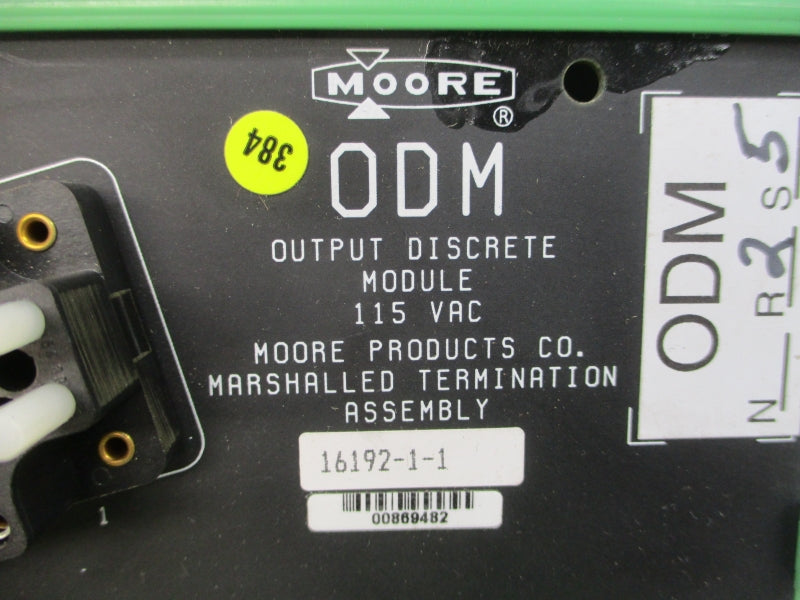 MOORE
®
384
ODM
OUTPUT DISCRETE
MODULE
115 VAC
MOORE PRODUCTS CO.
MARSHALLED TERMINATION
ASSEMBLY
16192-1-1
00869482
1
ODM
N R 2 S 5